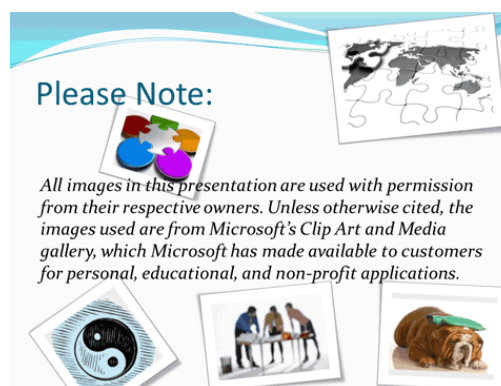 Please Note:
All images in this presentation are used with permission
from their respective owners. Unless otherwise cited, the
images used are from Microsoft's Clip Art and Media
gallery, which Microsoft has made available to customers
for personal, educational, and non-profit applications.